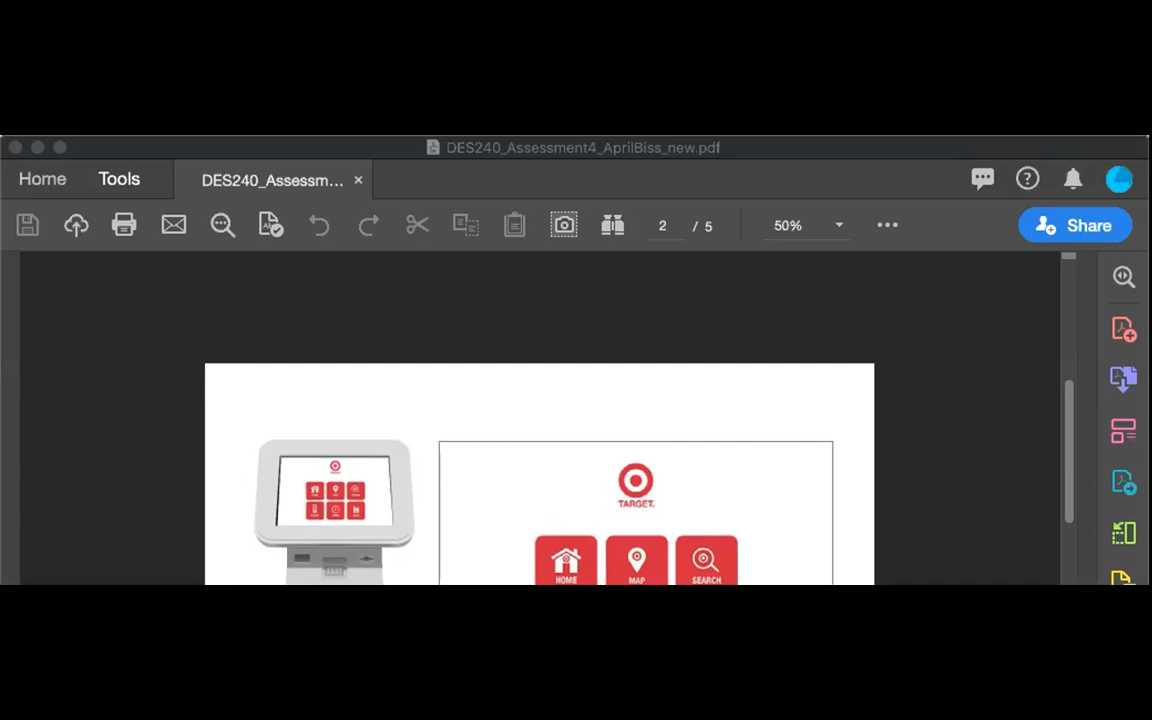 DES240_Assessment4_AprilBiss_new.pdf
Home Tools DES240_Assessm... ×
2 / 5 50% Share
TARGET.
HOME MAP SEARCH